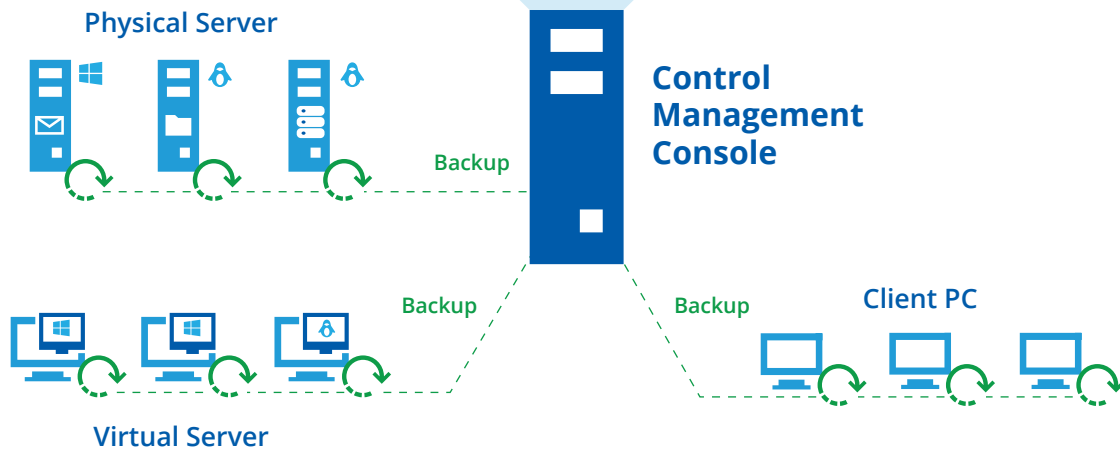 Physical Server
Control
Management
Console
Backup
Backup
Backup
Client PC
Virtual Server